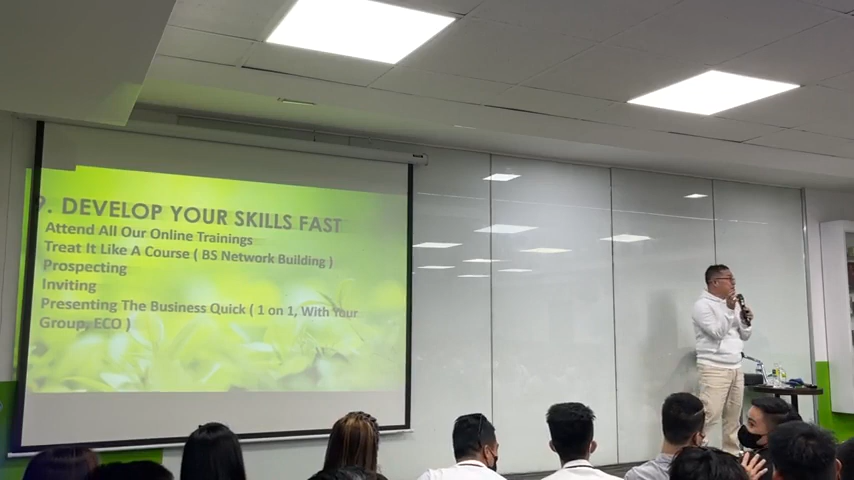 9. DEVELOP YOUR SKILLS FAST
Attend All Our Online Trainings
Treat It Like A Course ( BS Network Building )
Prospecting
Inviting
Presenting The Business Quick ( 1 on 1, With Your
Group, ECO )